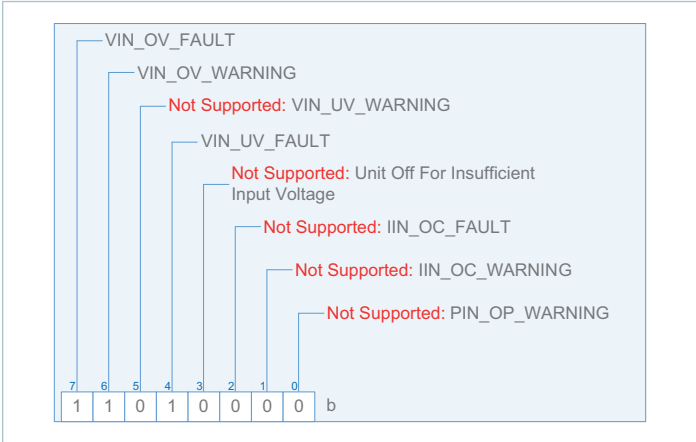 VIN_OV_FAULT
VIN_OV_WARNING
Not Supported: VIN_UV_WARNING
VIN_UV_FAULT
Not Supported: Unit Off For Insufficient
Input Voltage
Not Supported: IIN_OC_FAULT
Not Supported: IIN_OC_WARNING
Not Supported: PIN_OP_WARNING
7 6 5 4 3 2 1 0
1 1 0 1 0 0 0 0 b